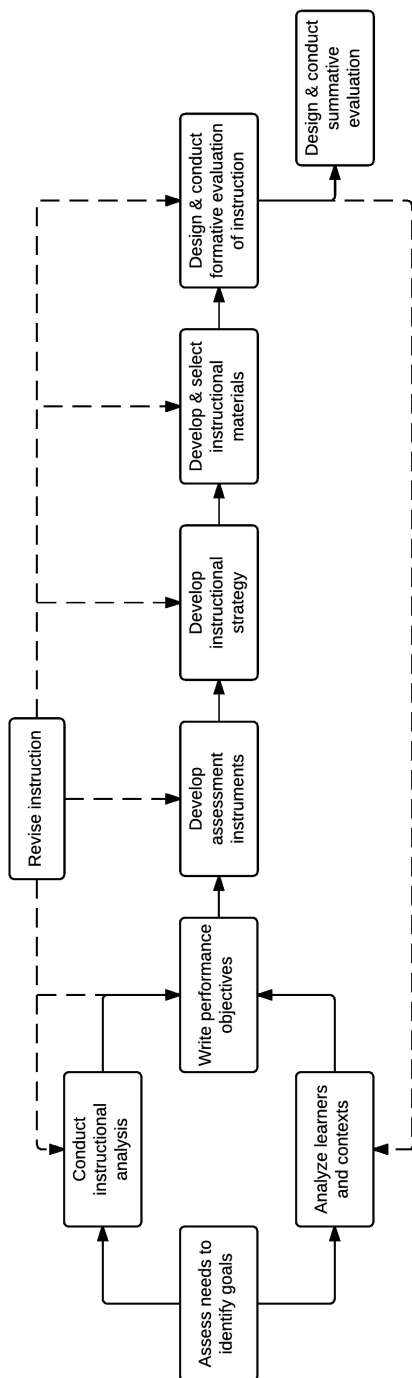 Assess needs to
identify goals
Conduct
instructional
analysis
Analyze learners
and contexts
Write performance
objectives
Revise instruction
Develop
assessment
instruments
Develop
instructional
strategy
Develop & select
instructional
materials
Design & conduct
formative evaluation
of instruction
Design & conduct
summative
evaluation